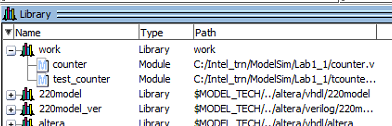 Library
Name Type Path
work Library work
counter Module C:/Intel_trn/ModelSim/Lab1_1/counter.v
test_counter Module C:/Intel_trn/ModelSim/Lab1_1/tcounte...
220model Library $MODEL_TECH/../altera/vhdl/220model
220model_ver Library $MODEL_TECH/../altera/verilog/220m...
altera Library $MODEL_TECH/../altera/vhdl/altera